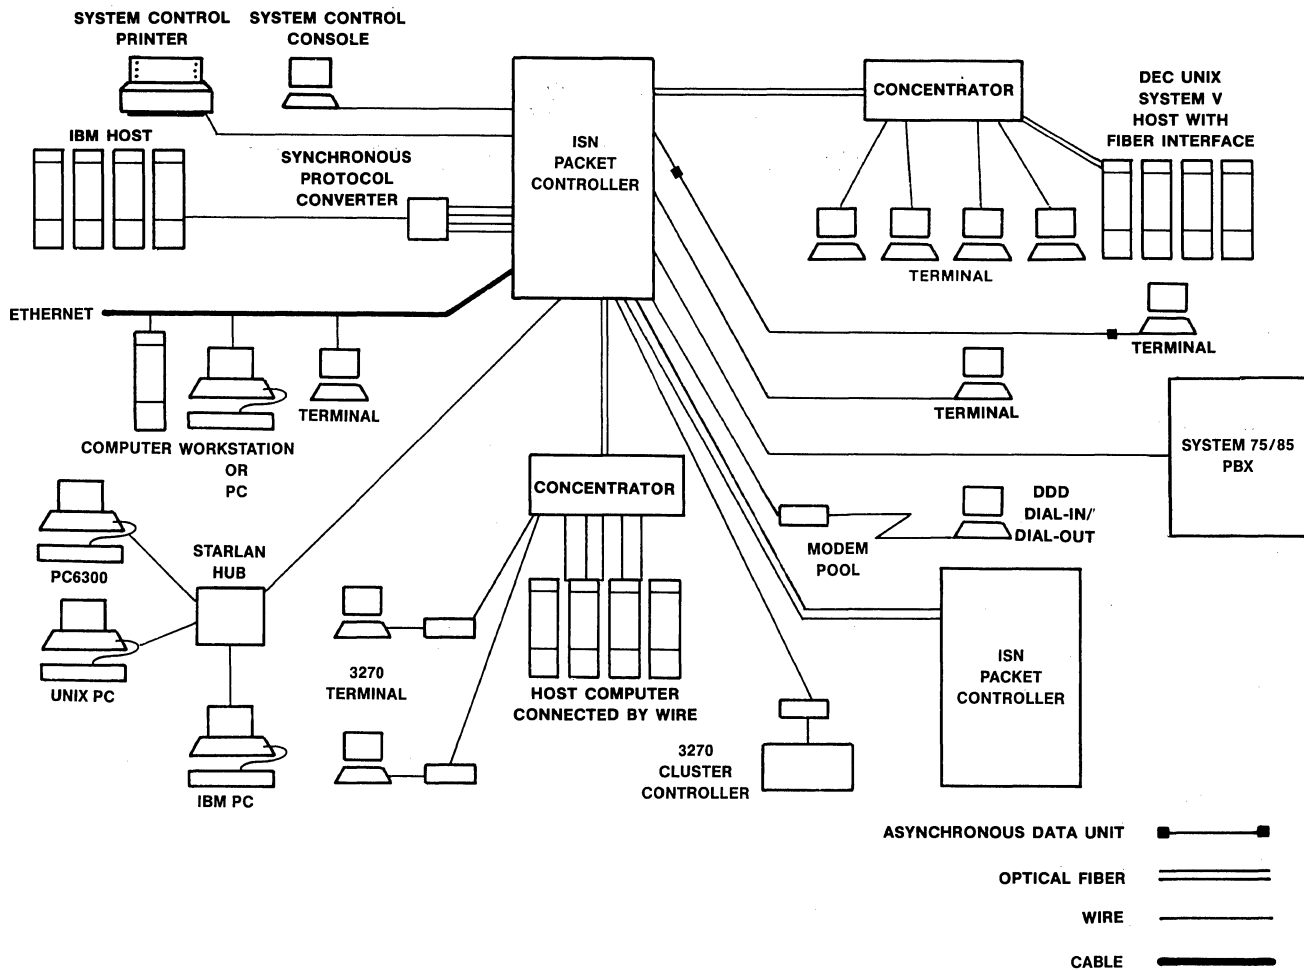 SYSTEM CONTROL
PRINTER
SYSTEM CONTROL
CONSOLE
IBM HOST
SYNCHRONOUS
PROTOCOL
CONVERTER
ISN
PACKET
CONTROLLER
CONCENTRATOR
DEC UNIX
SYSTEM V
HOST WITH
FIBER INTERFACE
TERMINAL
ETHERNET
TERMINAL
TERMINAL
TERMINAL
COMPUTER
WORKSTATION
OR
PC
SYSTEM 75/85
PBX
CONCENTRATOR
DDD
DIAL-IN/
DIAL-OUT
MODEM
POOL
PC6300
STARLAN
HUB
UNIX PC
IBM PC
3270
TERMINAL
HOST COMPUTER
CONNECTED BY WIRE
3270
CLUSTER
CONTROLLER
ISN
PACKET
CONTROLLER
ASYNCHRONOUS DATA UNIT
OPTICAL FIBER
WIRE
CABLE